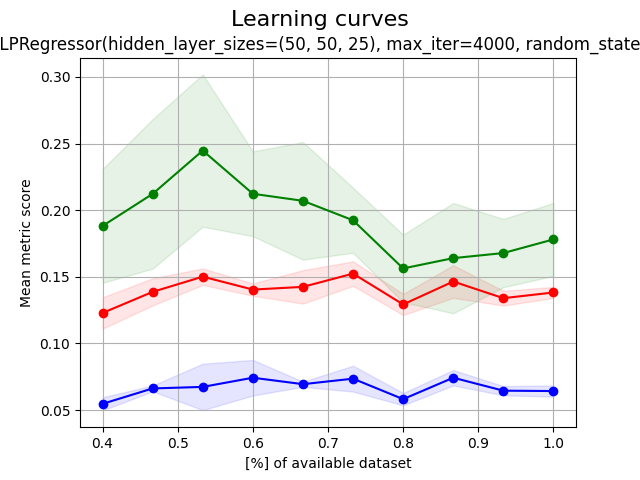 Learning curves
LPRegressor(hidden_layer_sizes=(50, 50, 25), max_iter=4000, random_state
0.30
0.25
0.20
0.15
0.10
0.05
Mean metric score
0.4 0.5 0.6 0.7 0.8 0.9 1.0
[%] of available dataset